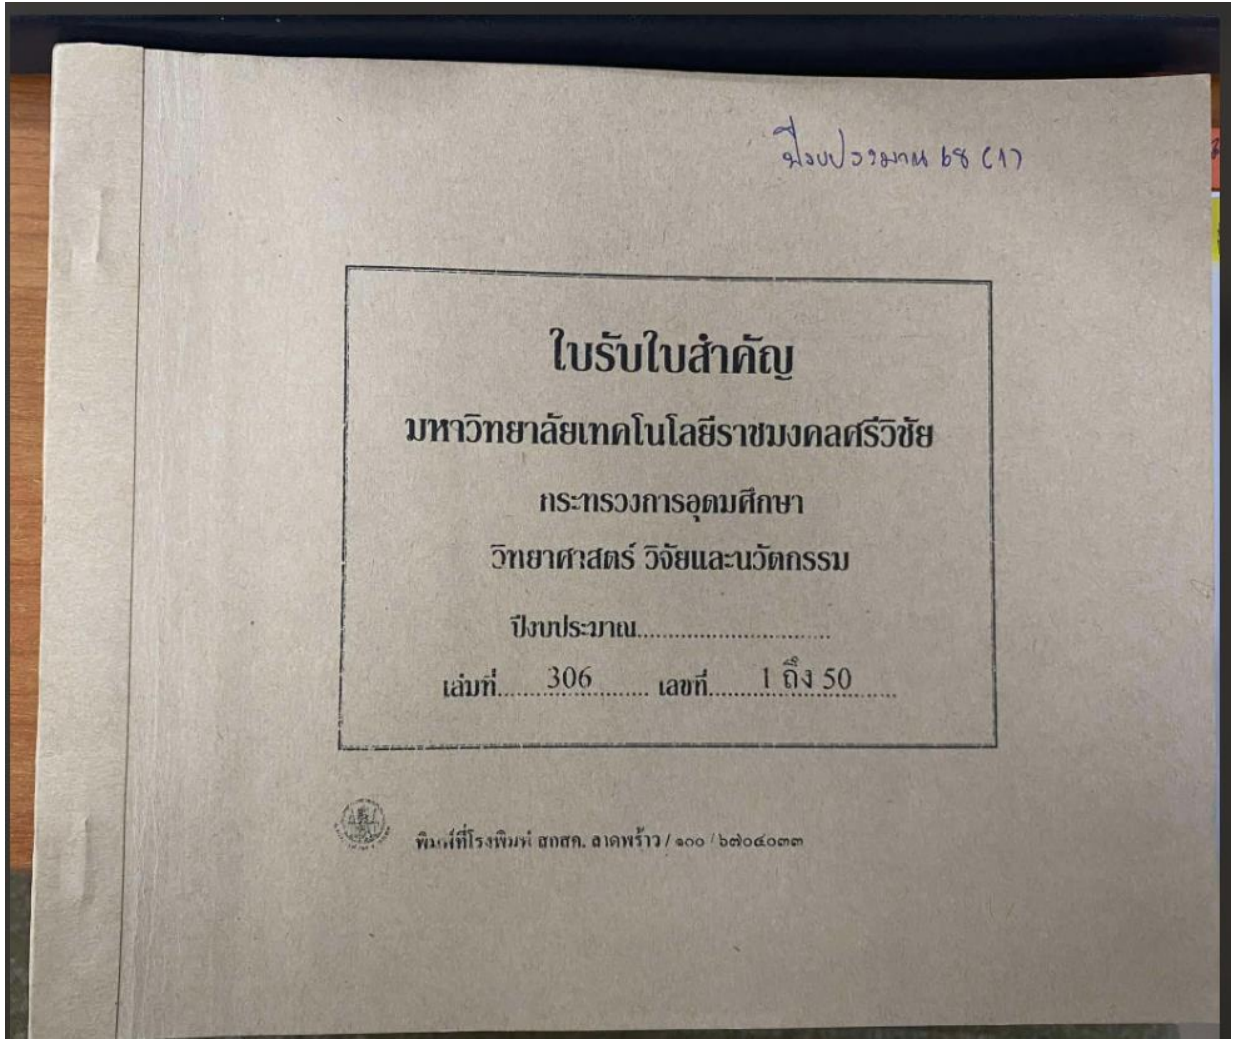 ปีงบประมาณ 68 (1)
ใบรับใบสำคัญ
มหาวิทยาลัยเทคโนโลยีราชมงคลศรีวิชัย
กระทรวงการอุดมศึกษา
วิทยาศาสตร์ วิจัยและนวัตกรรม
ปีงบประมาณ..............................
เล่มที่.......306........ เลขที่........1 ถึง 50.......
พิมพ์ที่โรงพิมพ์ สกสค. ลาดพร้าว / ๑๐๐ / ๖๗๐๔๐๓๓